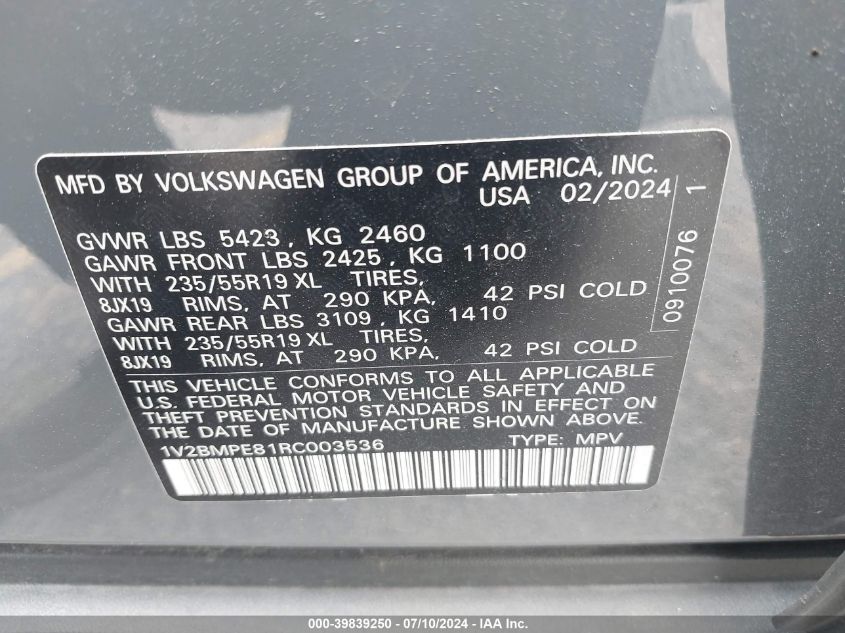 MFD BY VOLKSWAGEN GROUP OF AMERICA, INC.
USA 02/2024
GVWR LBS 5423, KG 2460
GAWR FRONT LBS 2425, KG 1100
WITH 235/55R19 XL TIRES,
8JX19 RIMS, AT 290 KPA, 42 PSI COLD
GAWR REAR LBS 3109, KG 1410
WITH 235/55R19 XL TIRES,
8JX19 RIMS, AT 290 KPA, 42 PSI COLD
THIS VEHICLE CONFORMS TO ALL APPLICABLE
U.S. FEDERAL MOTOR VEHICLE SAFETY AND
THEFT PREVENTION STANDARDS IN EFFECT ON
THE DATE OF MANUFACTURE SHOWN ABOVE.
1V2BMPE81RC003536 TYPE: MPV
0910076 1
000-39839250 - 07/10/2024 - IAA Inc.